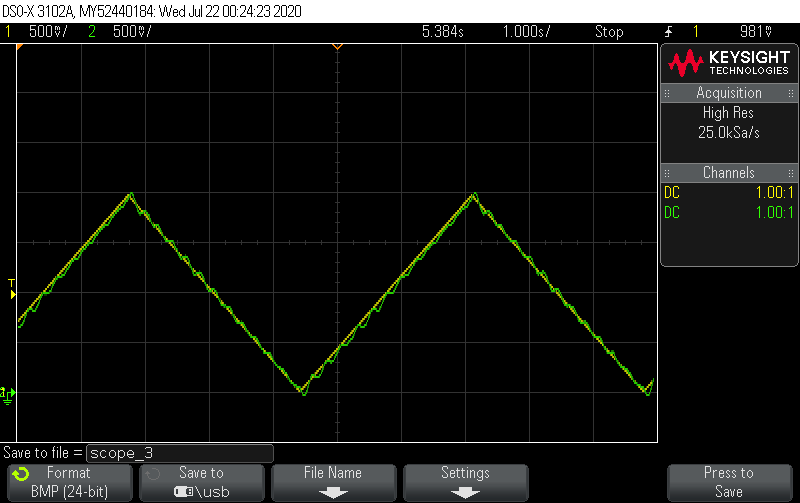 DSO-X 3102A, MY52440184: Wed Jul 22 00:24:23 2020
1 500mV/ 2 500mV/ 5.384s 1.000s/ Stop 1 981mV
KEYSIGHT
TECHNOLOGIES
Acquisition
High Res
25.0kSa/s
Channels
DC 1.00:1
DC 1.00:1
T
Save to file = scope_3
Format
BMP (24-bit)
Save to
\usb
File Name
Settings
Press to
Save